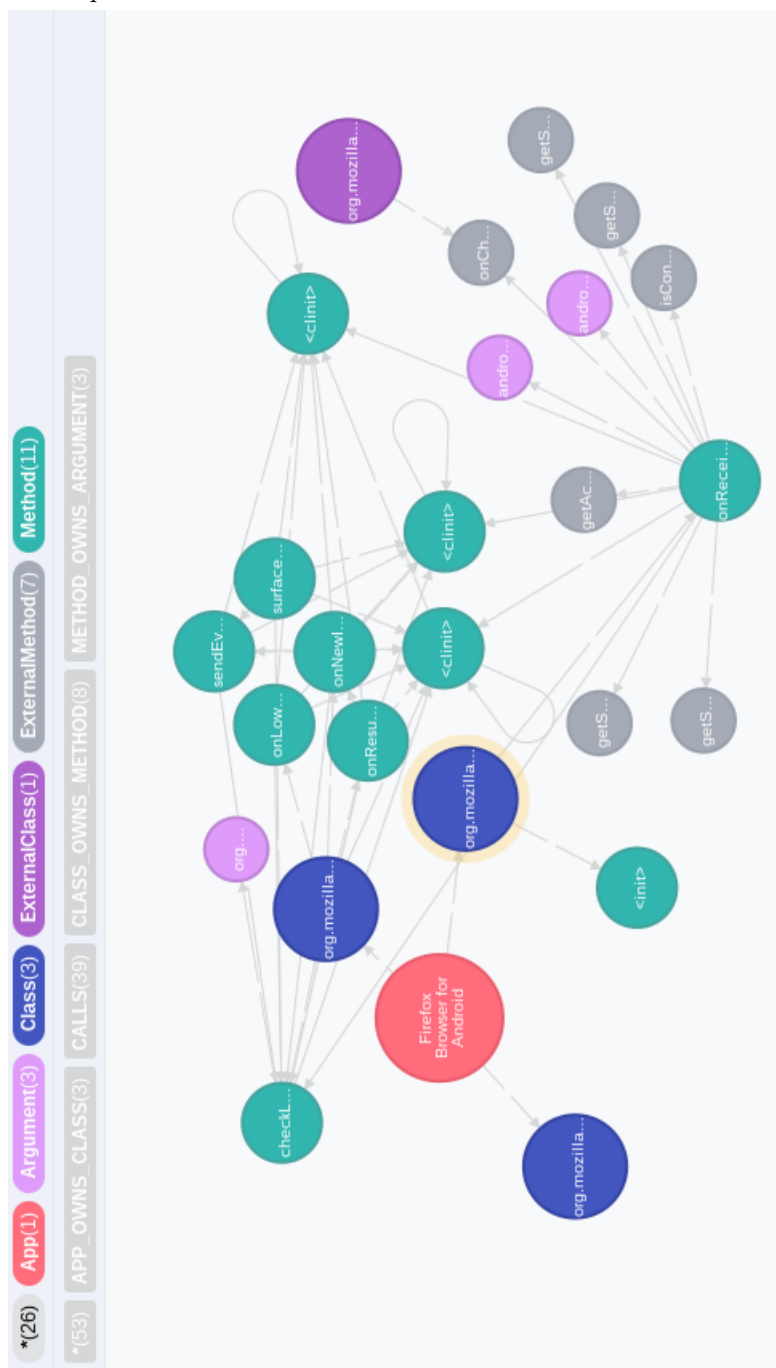 *(26) App(1) Argument(3) Class(3) ExternalClass(1) ExternalMethod(7) Method(11)
*(53) APP_OWNS_CLASS(3) CALLS(39) CLASS_OWNS_METHOD(8) METHOD_OWNS_ARGUMENT(3)
sendEv...
org....
<clinit>
surface...
onLow...
checkL...
org.mozilla...
onNewI...
org.mozilla...
onResu...
<clinit>
<clinit>
org.mozilla...
Firefox
Browser for
Android
onCh...
andro...
getS...
andro...
getAc...
org.mozilla...
getS...
getS...
isCon...
<init>
getS...
onRecei...